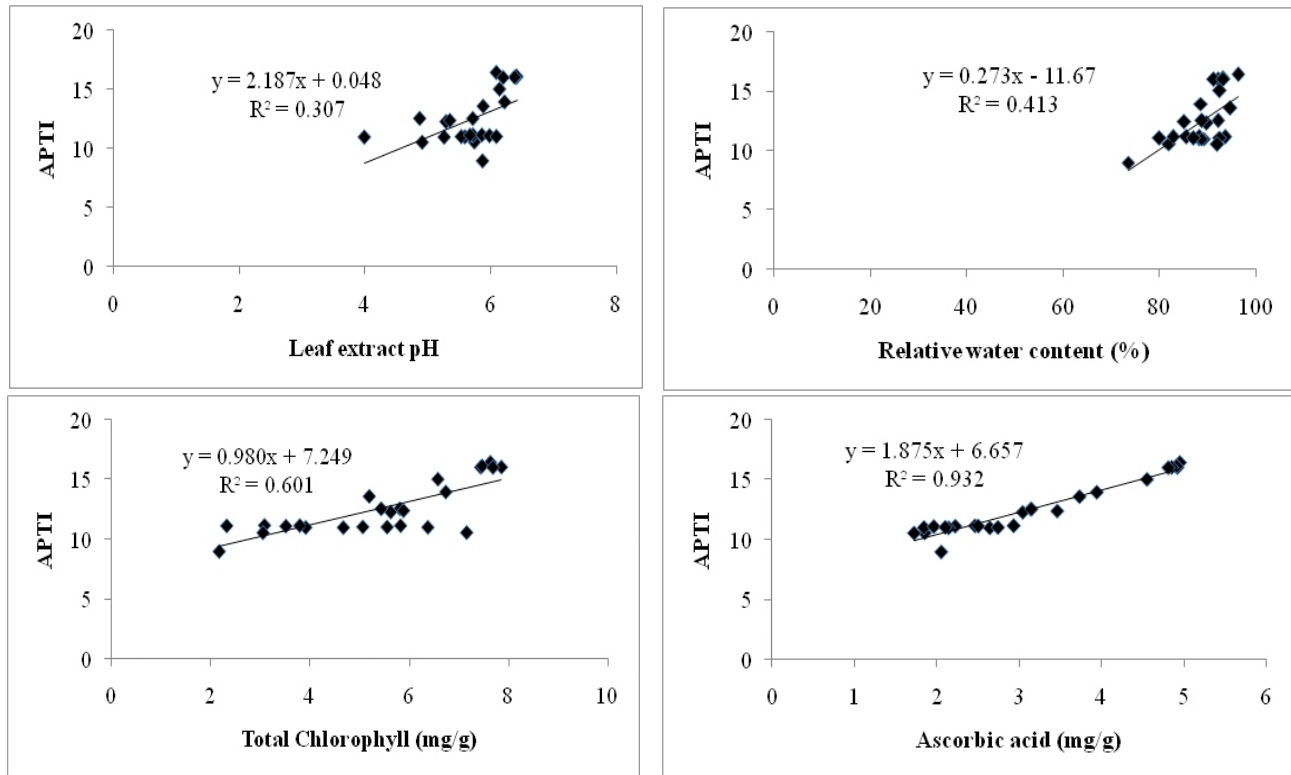 20
15
10
5
0
APTI
y = 2.187x + 0.048
R² = 0.307
0 2 4 6 8
Leaf extract pH
20
15
10
5
0
APTI
y = 0.273x - 11.67
R² = 0.413
0 20 40 60 80 100
Relative water content (%)
20
15
10
5
0
APTI
y = 0.980x + 7.249
R² = 0.601
0 2 4 6 8 10
Total Chlorophyll (mg/g)
20
15
10
5
0
APTI
y = 1.875x + 6.657
R² = 0.932
0 1 2 3 4 5 6
Ascorbic acid (mg/g)